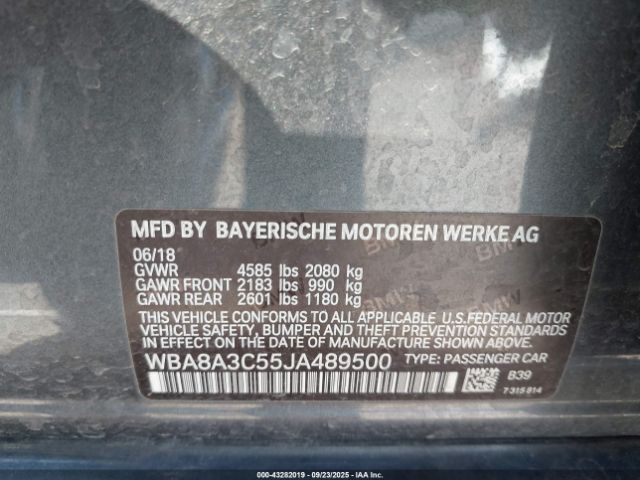 MFD BY BAYERISCHE MOTOREN WERKE AG
06/18
GVWR 4585 lbs 2080 kg
GAWR FRONT 2183 lbs 990 kg
GAWR REAR 2601 lbs 1180 kg
THIS VEHICLE CONFORMS TO ALL APPLICABLE U.S.FEDERAL MOTOR
VEHICLE SAFETY, BUMPER AND THEFT PREVENTION STANDARDS
IN EFFECT ON THE DATE OF MANUFACTURE SHOWN ABOVE.
WBA8A3C55JA489500 TYPE: PASSENGER CAR
B39
7 315 814
000-43282019 - 09/23/2025 - IAAI.COM